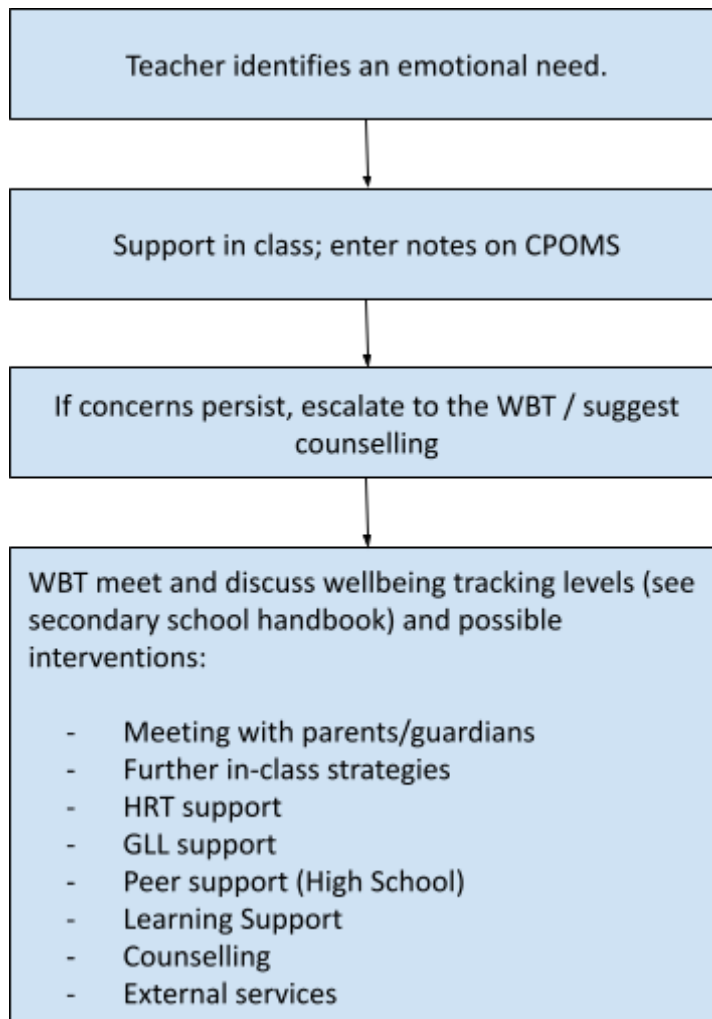 Teacher identifies an emotional need.
Support in class; enter notes on CPOMS
If concerns persist, escalate to the WBT / suggest
counselling
WBT meet and discuss wellbeing tracking levels (see
secondary school handbook) and possible
interventions:
- Meeting with parents/guardians
- Further in-class strategies
- HRT support
- GLL support
- Peer support (High School)
- Learning Support
- Counselling
- External services